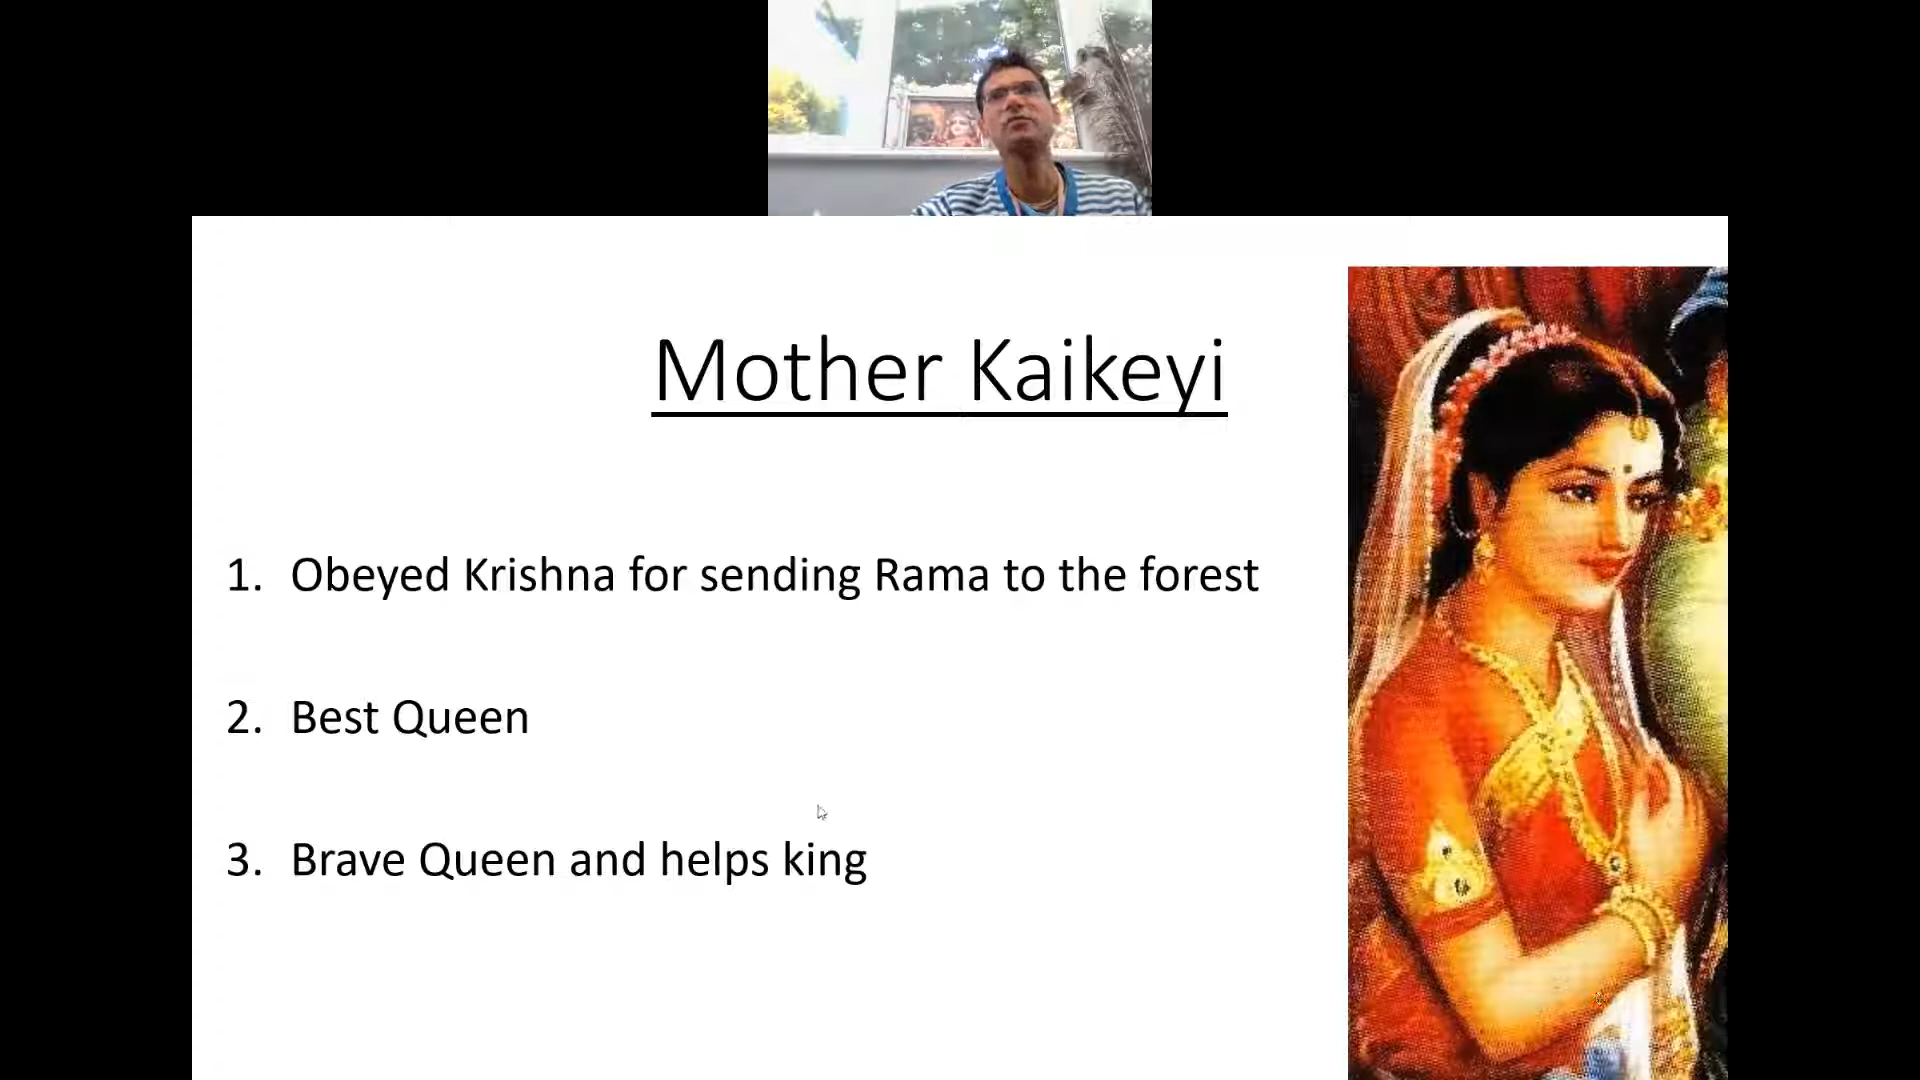 Mother Kaikeyi
1. Obeyed Krishna for sending Rama to the forest
2. Best Queen
3. Brave Queen and helps king